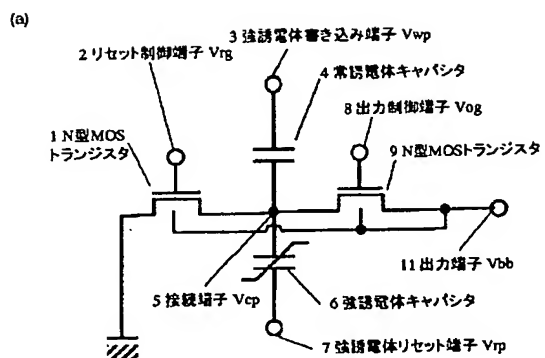 (a)
3 強誘電体書き込み端子 Vwp
2 リセット制御端子 Vrg
4 常誘電体キャパシタ
8 出力制御端子 Vog
1 N型MOS
トランジスタ
9 N型MOSトランジスタ
11 出力端子 Vbb
5 接続端子 Vcp
6 強誘電体キャパシタ
7 強誘電体リセット端子 Vrp